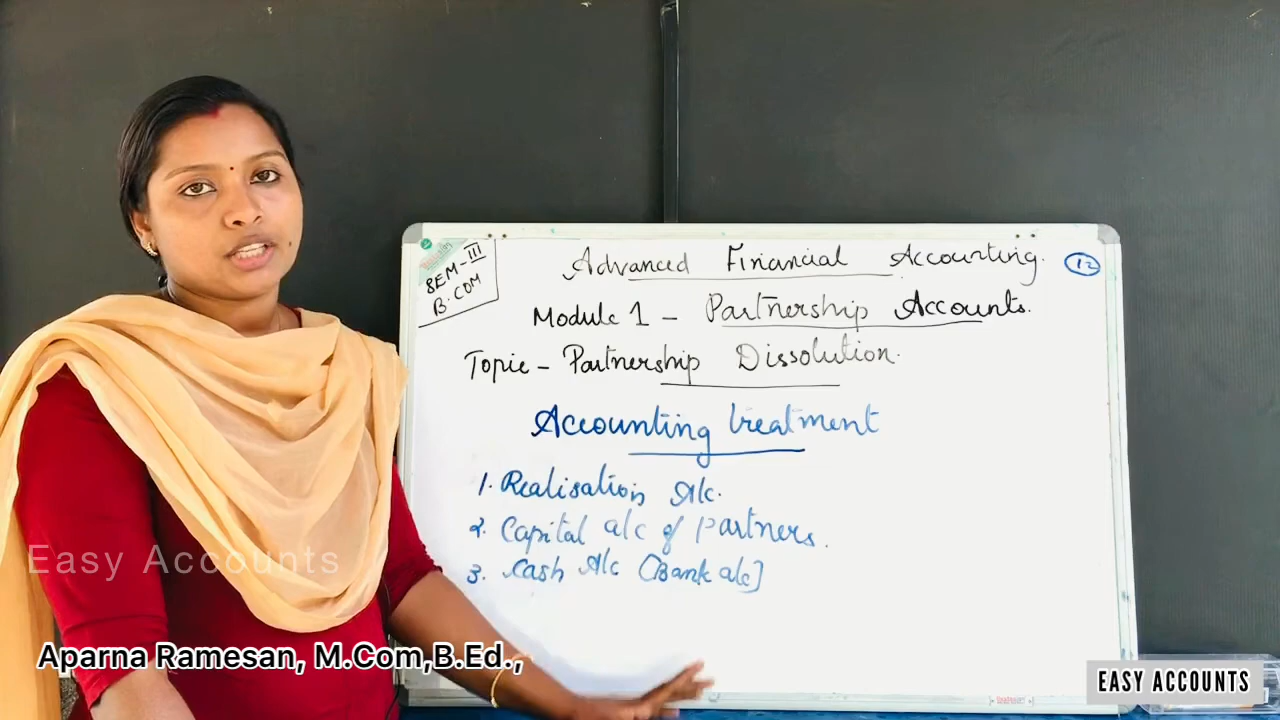 SEM-III
B.COM
Advanced Financial Accounting.
12
Module 1 - Partnership Accounts.
Topic - Partnership Dissolution.
Accounting treatment
1. Realisation A/c.
2. Capital a/c of partners.
3. Cash A/c [Bank a/c]
Easy Accounts
Aparna Ramesan, M.Com,B.Ed.,
EASY ACCOUNTS